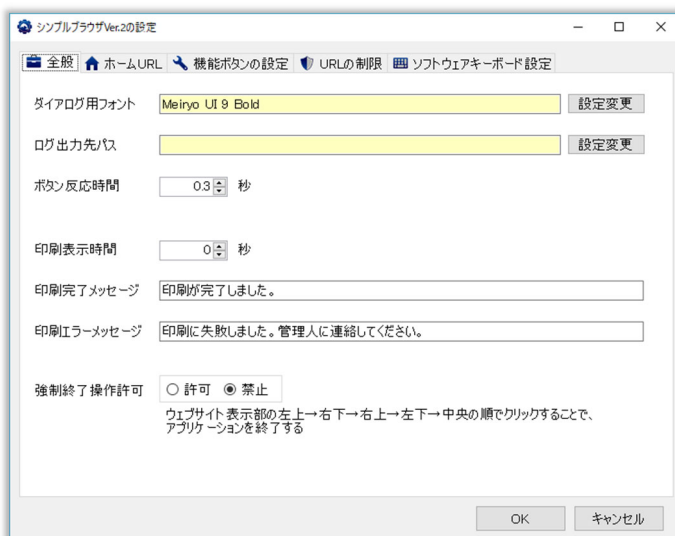 シンプルブラウザVer.2の設定
全般 ホームURL 機能ボタンの設定 URLの制限 ソフトウェアキーボード設定
ダイアログ用フォント Meiryo UI 9 Bold 設定変更
ログ出力先パス 設定変更
ボタン反応時間 0.3 秒
印刷表示時間 0 秒
印刷完了メッセージ 印刷が完了しました。
印刷エラーメッセージ 印刷に失敗しました。管理人に連絡してください。
強制終了操作許可 許可 禁止
ウェブサイト表示部の左上→右下→右上→左下→中央の順でクリックすることで、
アプリケーションを終了する
OK キャンセル